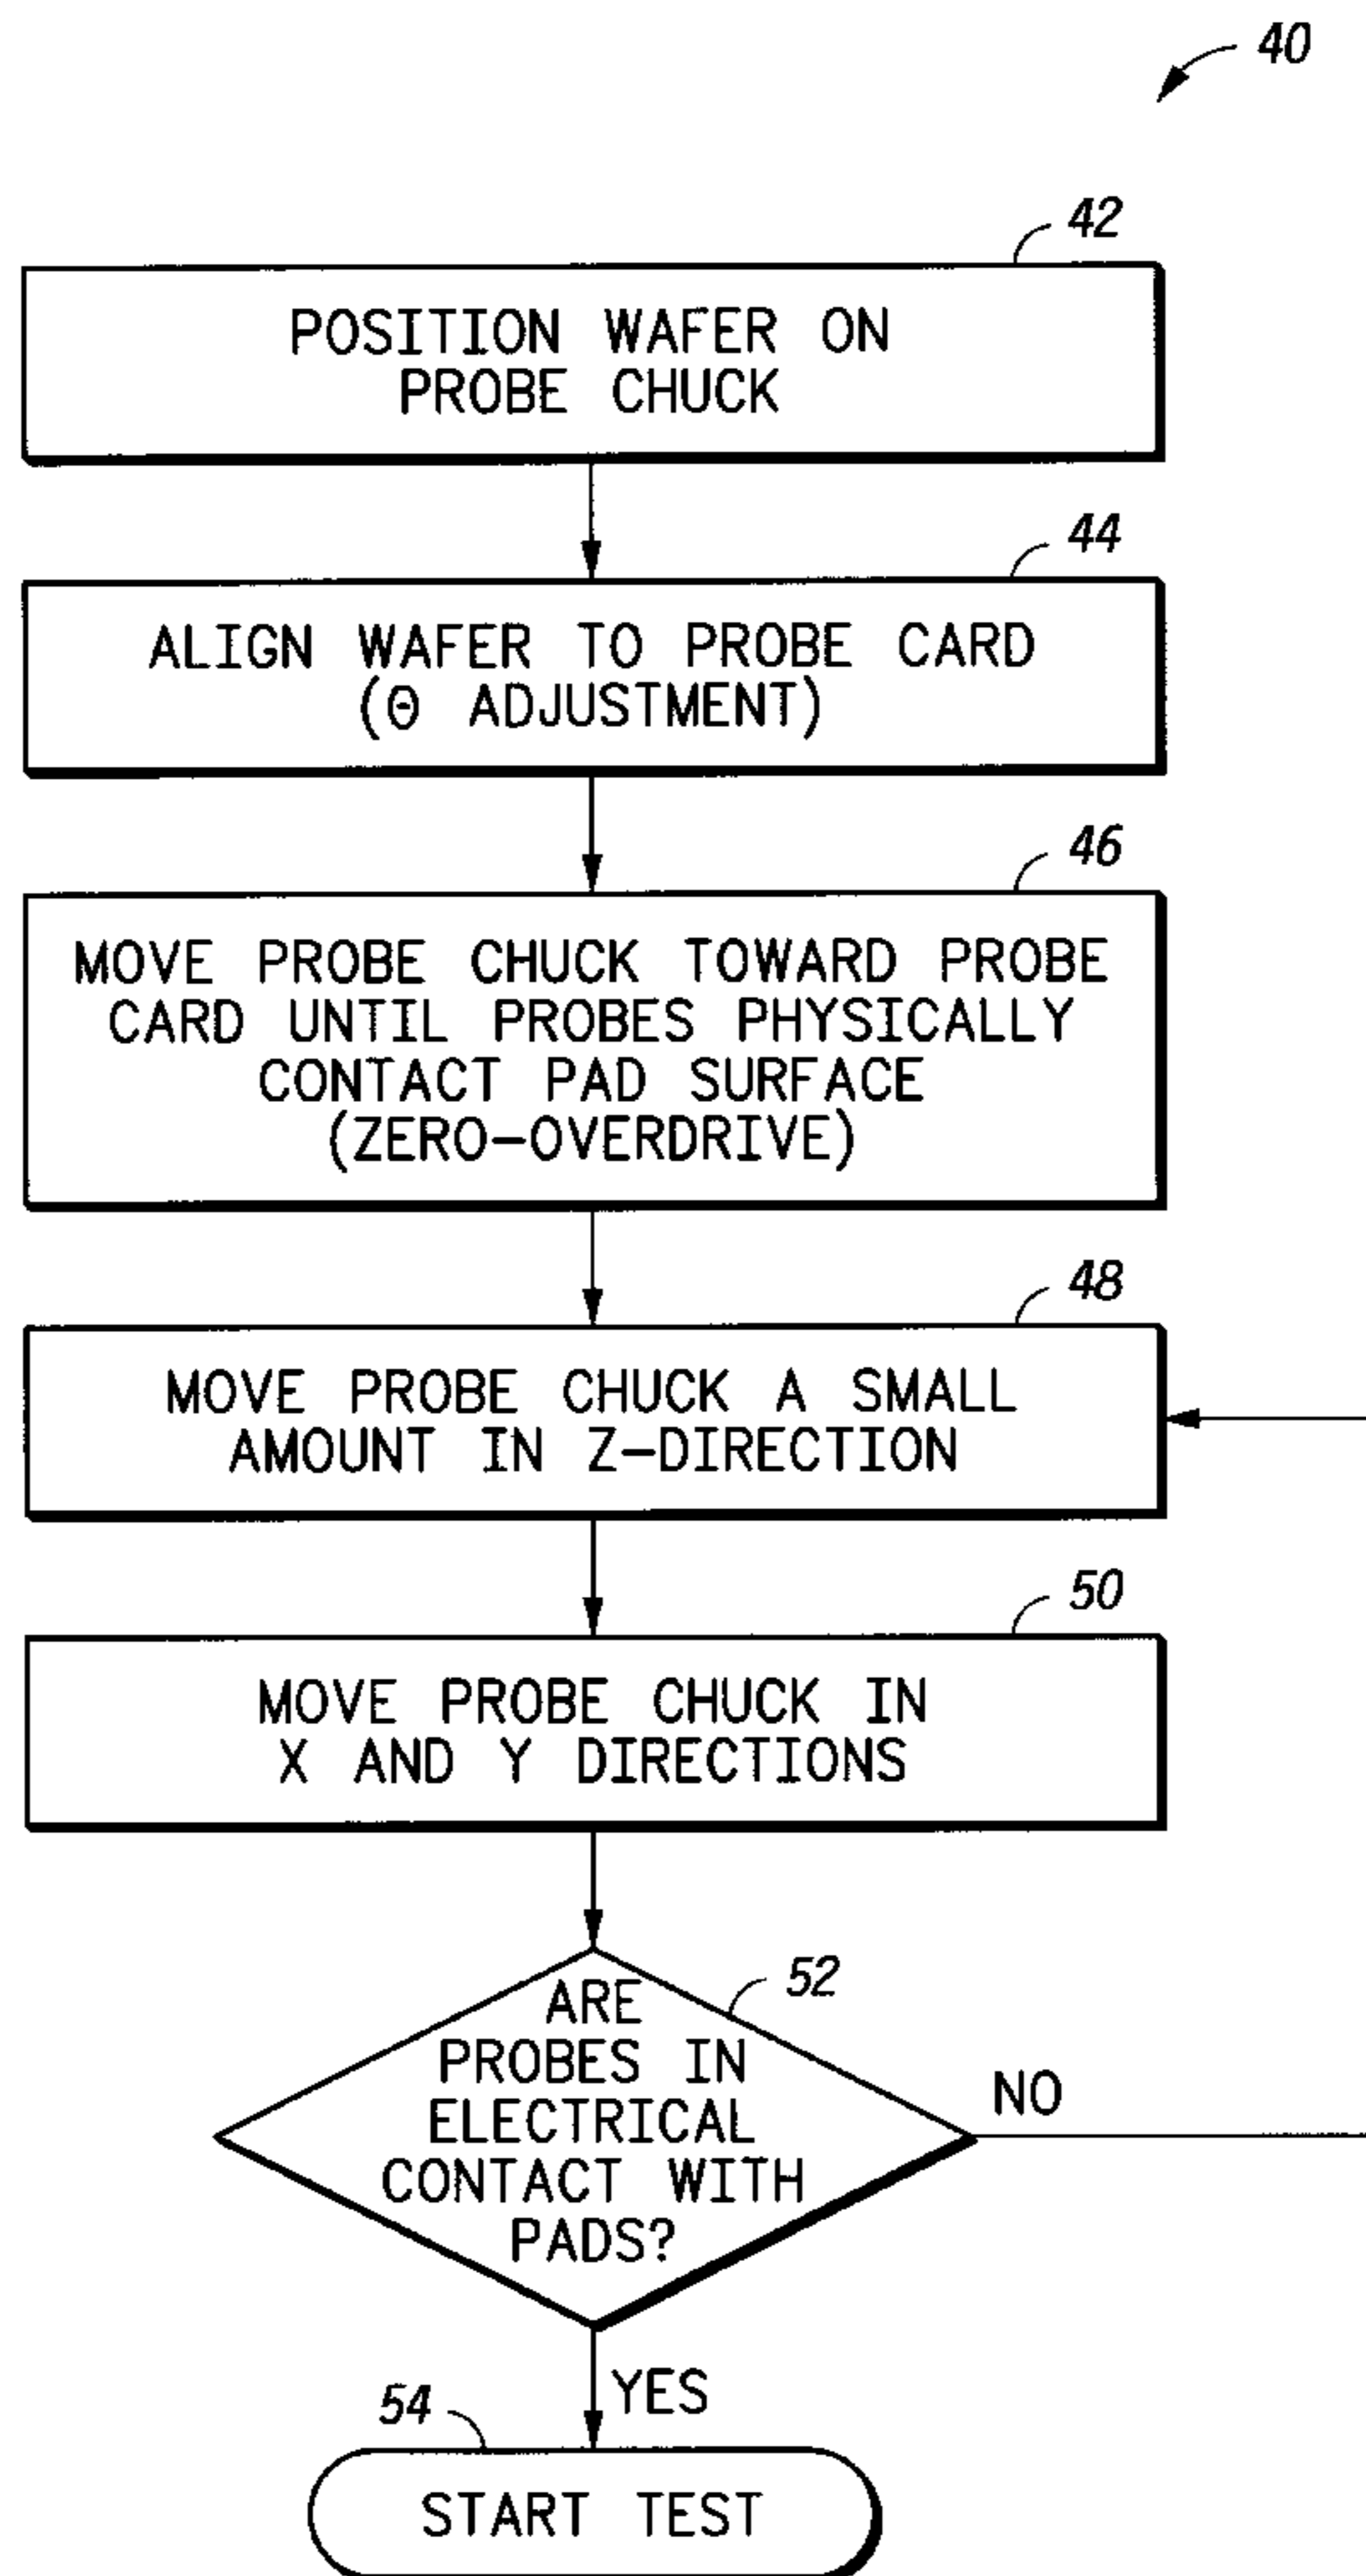 40
42
POSITION WAFER ON
PROBE CHUCK
44
ALIGN WAFER TO PROBE CARD
(Θ ADJUSTMENT)
46
MOVE PROBE CHUCK TOWARD PROBE
CARD UNTIL PROBES PHYSICALLY
CONTACT PAD SURFACE
(ZERO-OVERDRIVE)
48
MOVE PROBE CHUCK A SMALL
AMOUNT IN Z-DIRECTION
50
MOVE PROBE CHUCK IN
X AND Y DIRECTIONS
52
ARE
PROBES IN
ELECTRICAL
CONTACT WITH
PADS?
NO
YES
54
START TEST